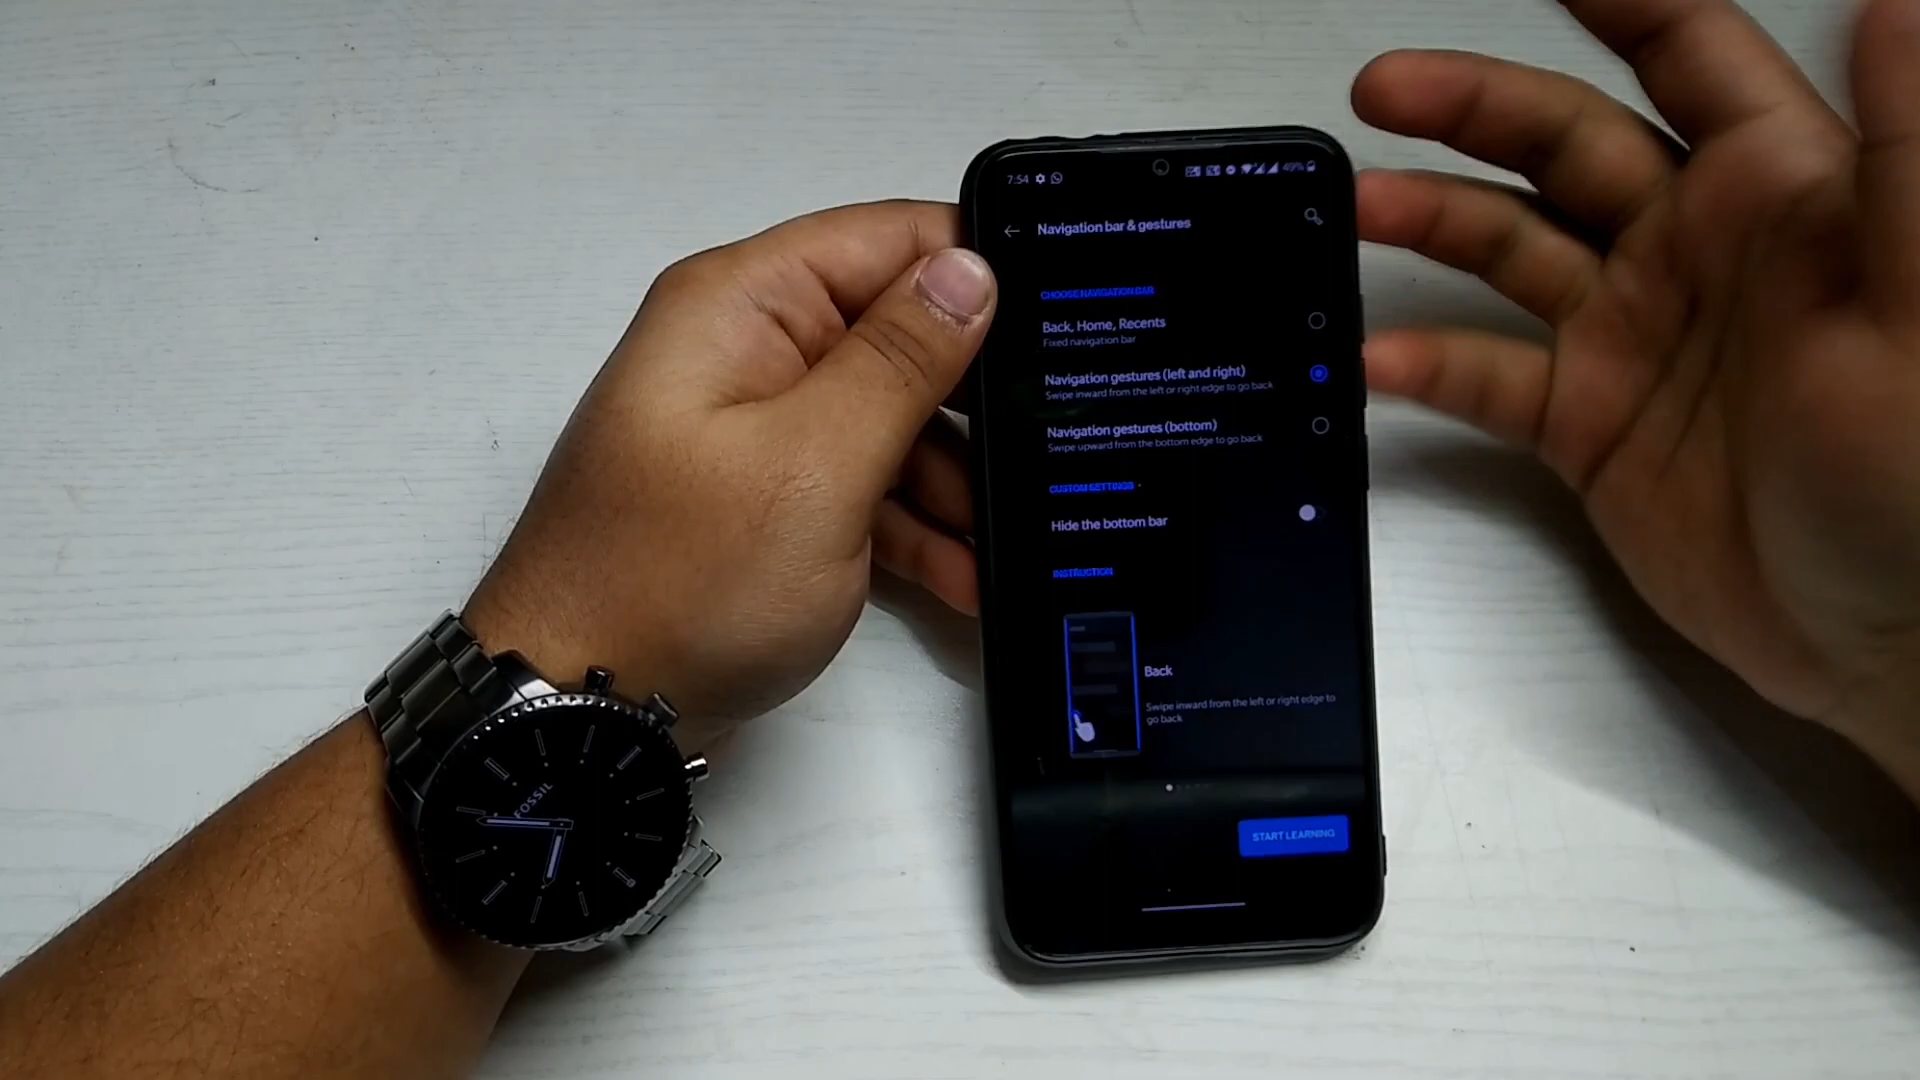 7:54
49%
Navigation bar & gestures
CHOOSE NAVIGATION BAR
Back, Home, Recents
Fixed navigation bar
Navigation gestures (left and right)
Swipe inward from the left or right edge to go back
Navigation gestures (bottom)
Swipe upward from the bottom edge to go back
CUSTOM SETTINGS
Hide the bottom bar
INSTRUCTION
Back
Swipe inward from the left or right edge to
go back
START LEARNING
FOSSIL